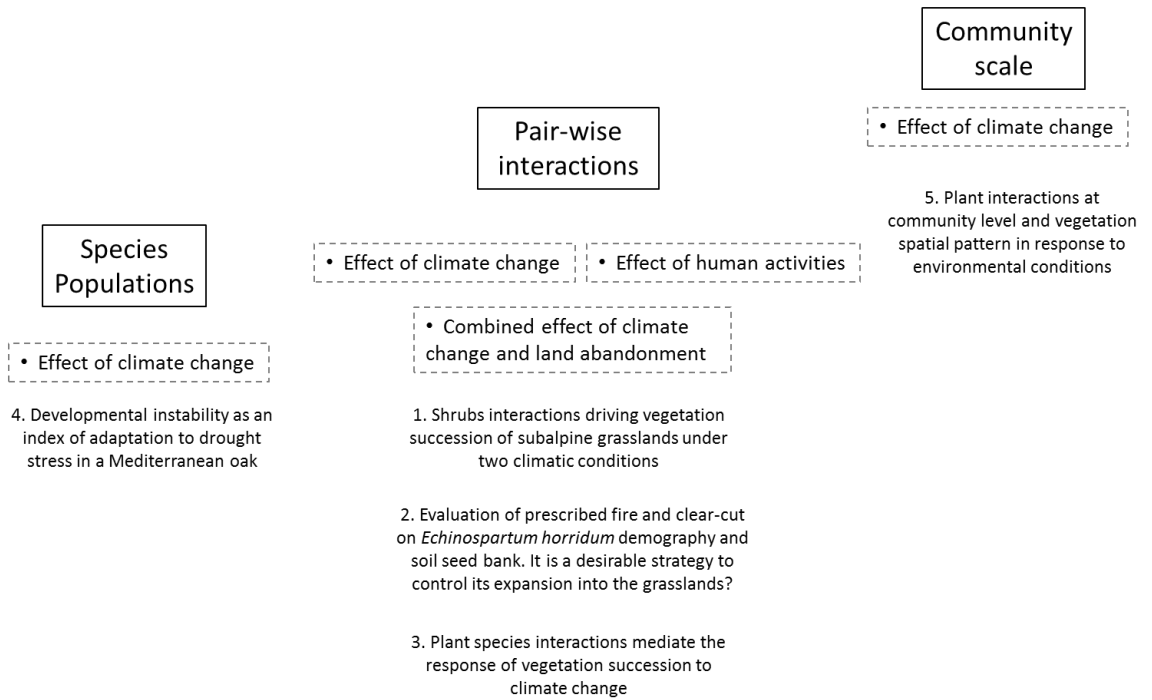 Community
scale
• Effect of climate change
5. Plant interactions at
community level and vegetation
spatial pattern in response to
environmental conditions
Pair-wise
interactions
• Effect of climate change
• Effect of human activities
• Combined effect of climate
change and land abandonment
1. Shrubs interactions driving vegetation
succession of subalpine grasslands under
two climatic conditions
2. Evaluation of prescribed fire and clear-cut
on Echinospartum horridum demography and
soil seed bank. It is a desirable strategy to
control its expansion into the grasslands?
3. Plant species interactions mediate the
response of vegetation succession to
climate change
Species
Populations
• Effect of climate change
4. Developmental instability as an
index of adaptation to drought
stress in a Mediterranean oak